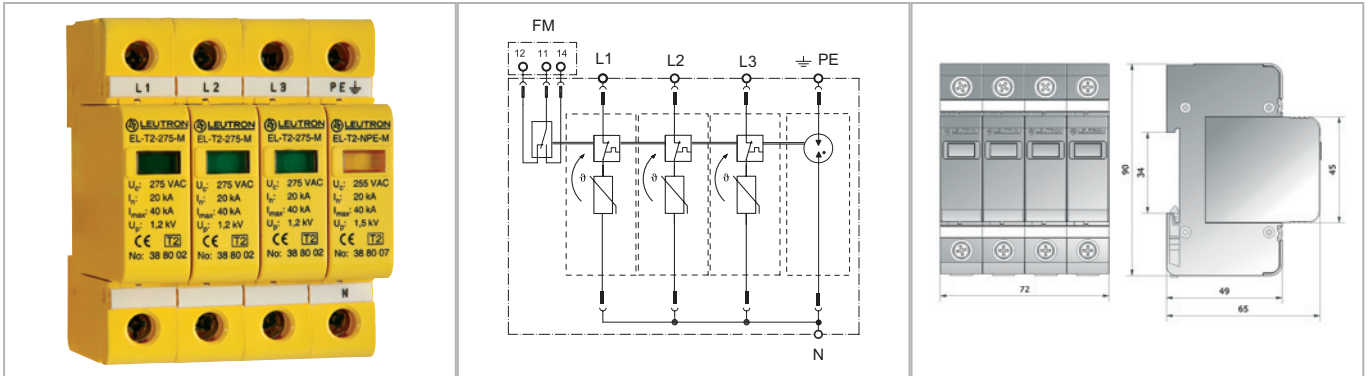 L1 L2 L3 PE
LEUTRON LEUTRON LEUTRON LEUTRON
EL-T2-275-M EL-T2-275-M EL-T2-275-M EL-T2-NPE-M
Uc: 275 VAC Uc: 275 VAC Uc: 275 VAC Uc: 255 VAC
In: 20 kA In: 20 kA In: 20 kA In: 20 kA
Imax: 40 kA Imax: 40 kA Imax: 40 kA Imax: 40 kA
Up: 1,2 kV Up: 1,2 kV Up: 1,2 kV Up: 1,5 kV
CE T2 CE T2 CE T2 CE T2
No: 38 80 02 No: 38 80 02 No: 38 80 02 No: 38 80 07
N
FM
12 11 14
L1 L2 L3 PE
ϑ ϑ ϑ
N
90
34
45
72
49
65